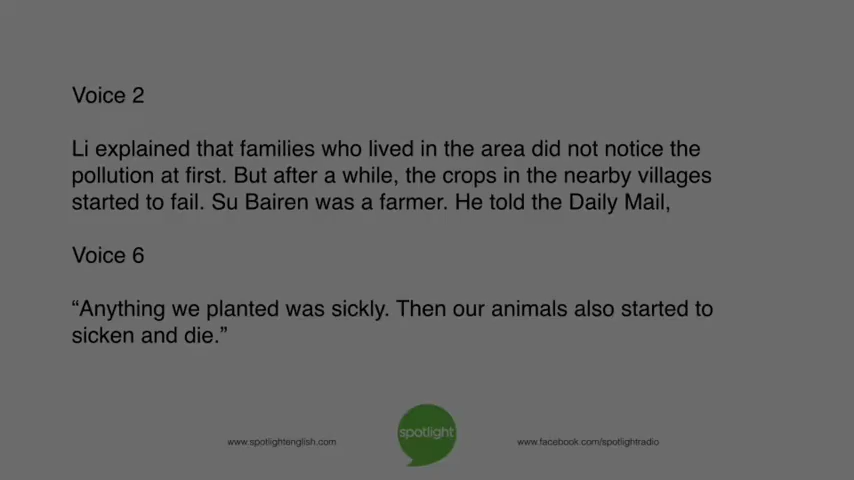 Voice 2
Li explained that families who lived in the area did not notice the
pollution at first. But after a while, the crops in the nearby villages
started to fail. Su Bairen was a farmer. He told the Daily Mail,
Voice 6
“Anything we planted was sickly. Then our animals also started to
sicken and die.”
www.spotlightenglish.com
spotlight
www.facebook.com/spotlightradio